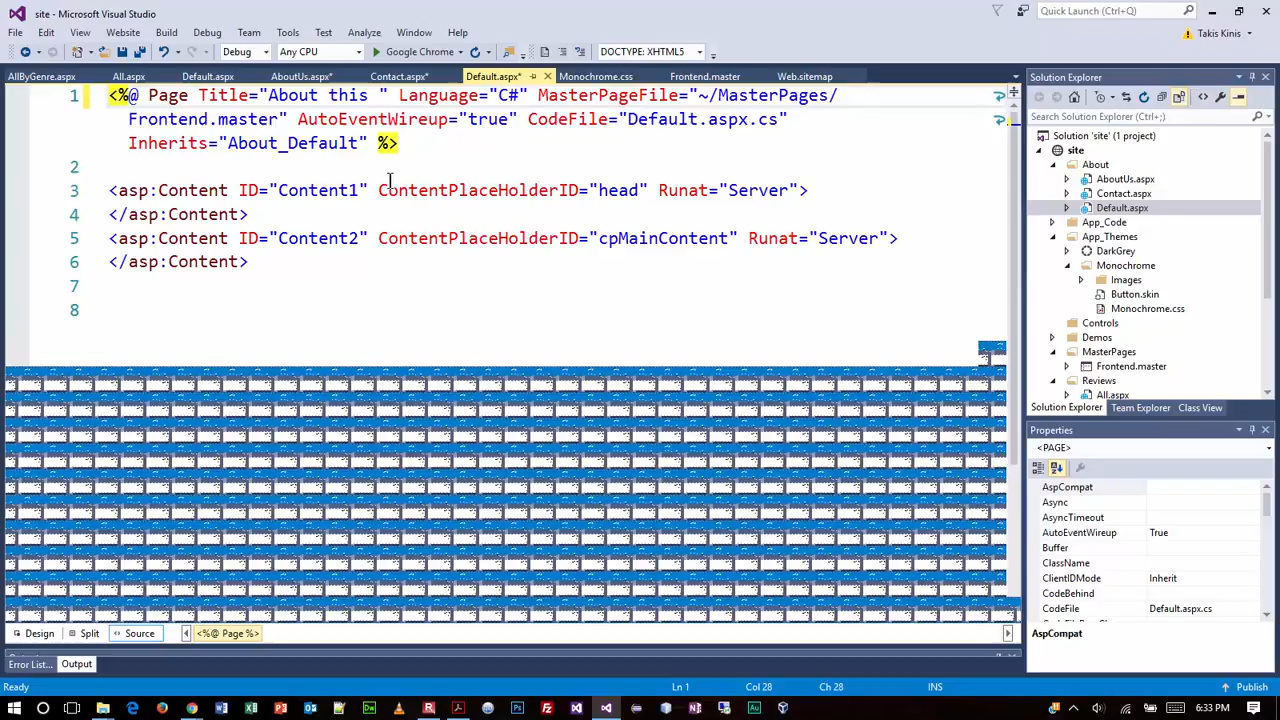 site - Microsoft Visual Studio
Quick Launch (Ctrl+Q)
File Edit View Website Build Debug Team Tools Test Analyze Window Help
Takis Kinis
Debug Any CPU Google Chrome DOCTYPE: XHTML5
AllByGenre.aspx All.aspx Default.aspx AboutUs.aspx* Contact.aspx* Default.aspx* Monochrome.css Frontend.master Web.sitemap
1 <%@ Page Title="About this " Language="C#" MasterPageFile="~/MasterPages/
Frontend.master" AutoEventWireup="true" CodeFile="Default.aspx.cs"
Inherits="About_Default" %>
2
3 <asp:Content ID="Content1" ContentPlaceHolderID="head" Runat="Server">
4 </asp:Content>
5 <asp:Content ID="Content2" ContentPlaceHolderID="cpMainContent" Runat="Server">
6 </asp:Content>
7
8
Design Split Source <%@ Page %>
Error List... Output
Solution Explorer
Search Solution Explorer (Ctrl+;)
Solution 'site' (1 project)
site
About
AboutUs.aspx
Contact.aspx
Default.aspx
App_Code
App_Themes
DarkGrey
Monochrome
Images
Button.skin
Monochrome.css
Controls
Demos
MasterPages
Frontend.master
Reviews
All.aspx
Solution Explorer Team Explorer Class View
Properties
<PAGE>
AspCompat
Async
AsyncTimeout
AutoEventWireup True
Buffer
ClassName
ClientIDMode Inherit
CodeBehind
CodeFile Default.aspx.cs
AspCompat
Ready Ln 1 Col 28 Ch 28 INS Publish
6:33 PM